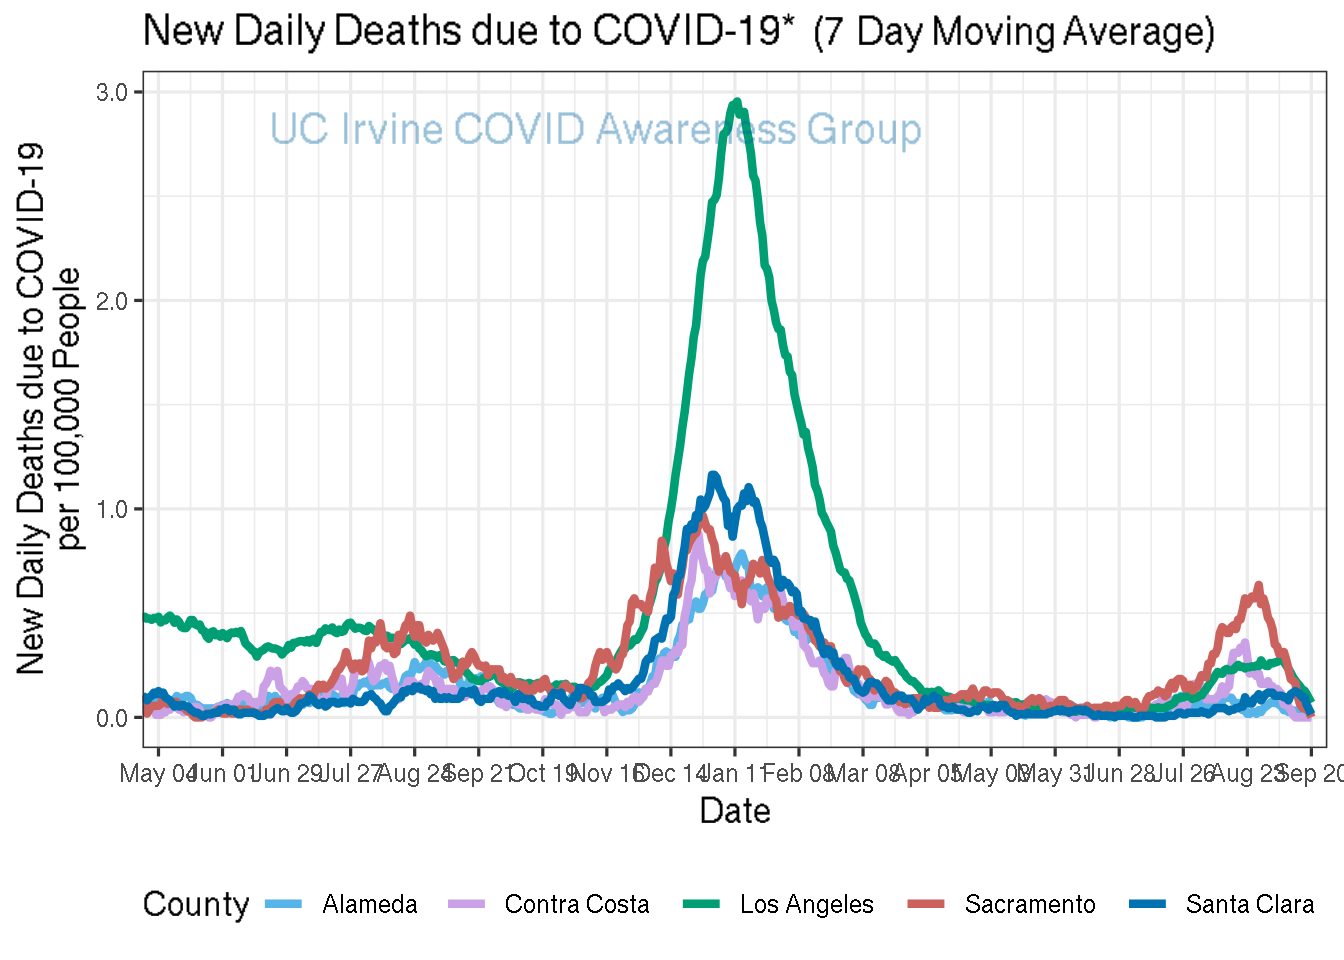 New Daily Deaths due to COVID-19* (7 Day Moving Average)
UC Irvine COVID Awareness Group
New Daily Deaths due to COVID-19
per 100,000 People
3.0
2.0
1.0
0.0
May 04 Jun 01 Jun 29 Jul 27 Aug 24 Sep 21 Oct 19 Nov 16 Dec 14 Jan 11 Feb 08 Mar 08 Apr 05 May 03 May 31 Jun 28 Jul 26 Aug 23 Sep 20
Date
County Alameda Contra Costa Los Angeles Sacramento Santa Clara